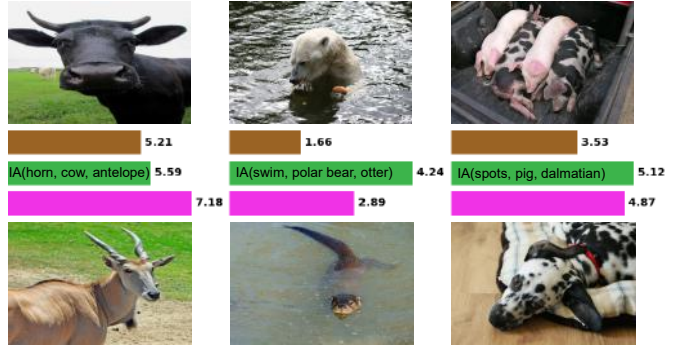 5.21
1.66
3.53
IA(horn, cow, antelope) 5.59
IA(swim, polar bear, otter) 4.24
IA(spots, pig, dalmatian) 5.12
7.18
2.89
4.87